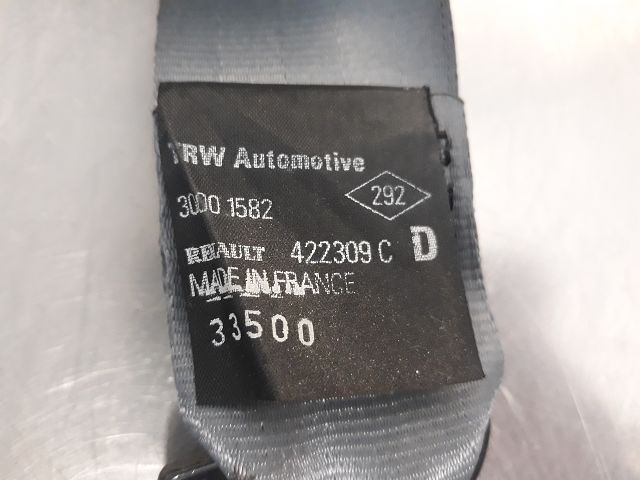 TRW Automotive
292
3000 1582
RENAULT 422309 C D
MADE IN FRANCE
33500